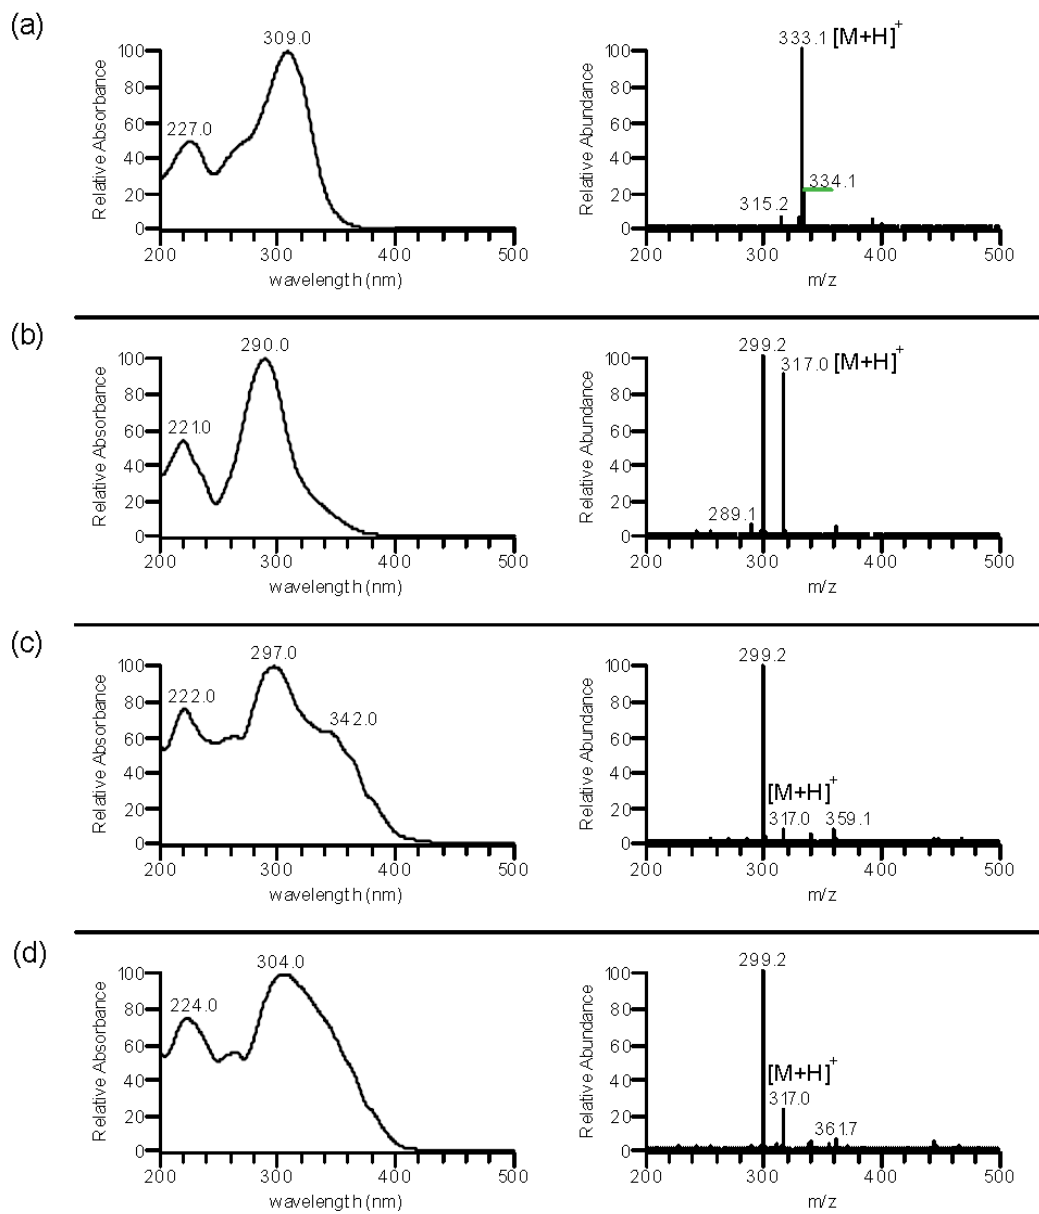 (a)
309.0
227.0
100
80
60
40
20
0
Relative Absorbance
200 300 400 500
wavelength (nm)
333.1 [M+H]+
334.1
315.2
100
80
60
40
20
0
Relative Abundance
200 300 400 500
m/z
(b)
290.0
221.0
100
80
60
40
20
0
Relative Absorbance
200 300 400 500
wavelength (nm)
299.2
317.0 [M+H]+
289.1
100
80
60
40
20
0
Relative Abundance
200 300 400 500
m/z
(c)
297.0
222.0
342.0
100
80
60
40
20
0
Relative Absorbance
200 300 400 500
wavelength (nm)
299.2
[M+H]+
317.0 359.1
100
80
60
40
20
0
Relative Abundance
200 300 400 500
m/z
(d)
304.0
224.0
100
80
60
40
20
0
Relative Absorbance
200 300 400 500
wavelength (nm)
299.2
[M+H]+
317.0
361.7
100
80
60
40
20
0
Relative Abundance
200 300 400 500
m/z